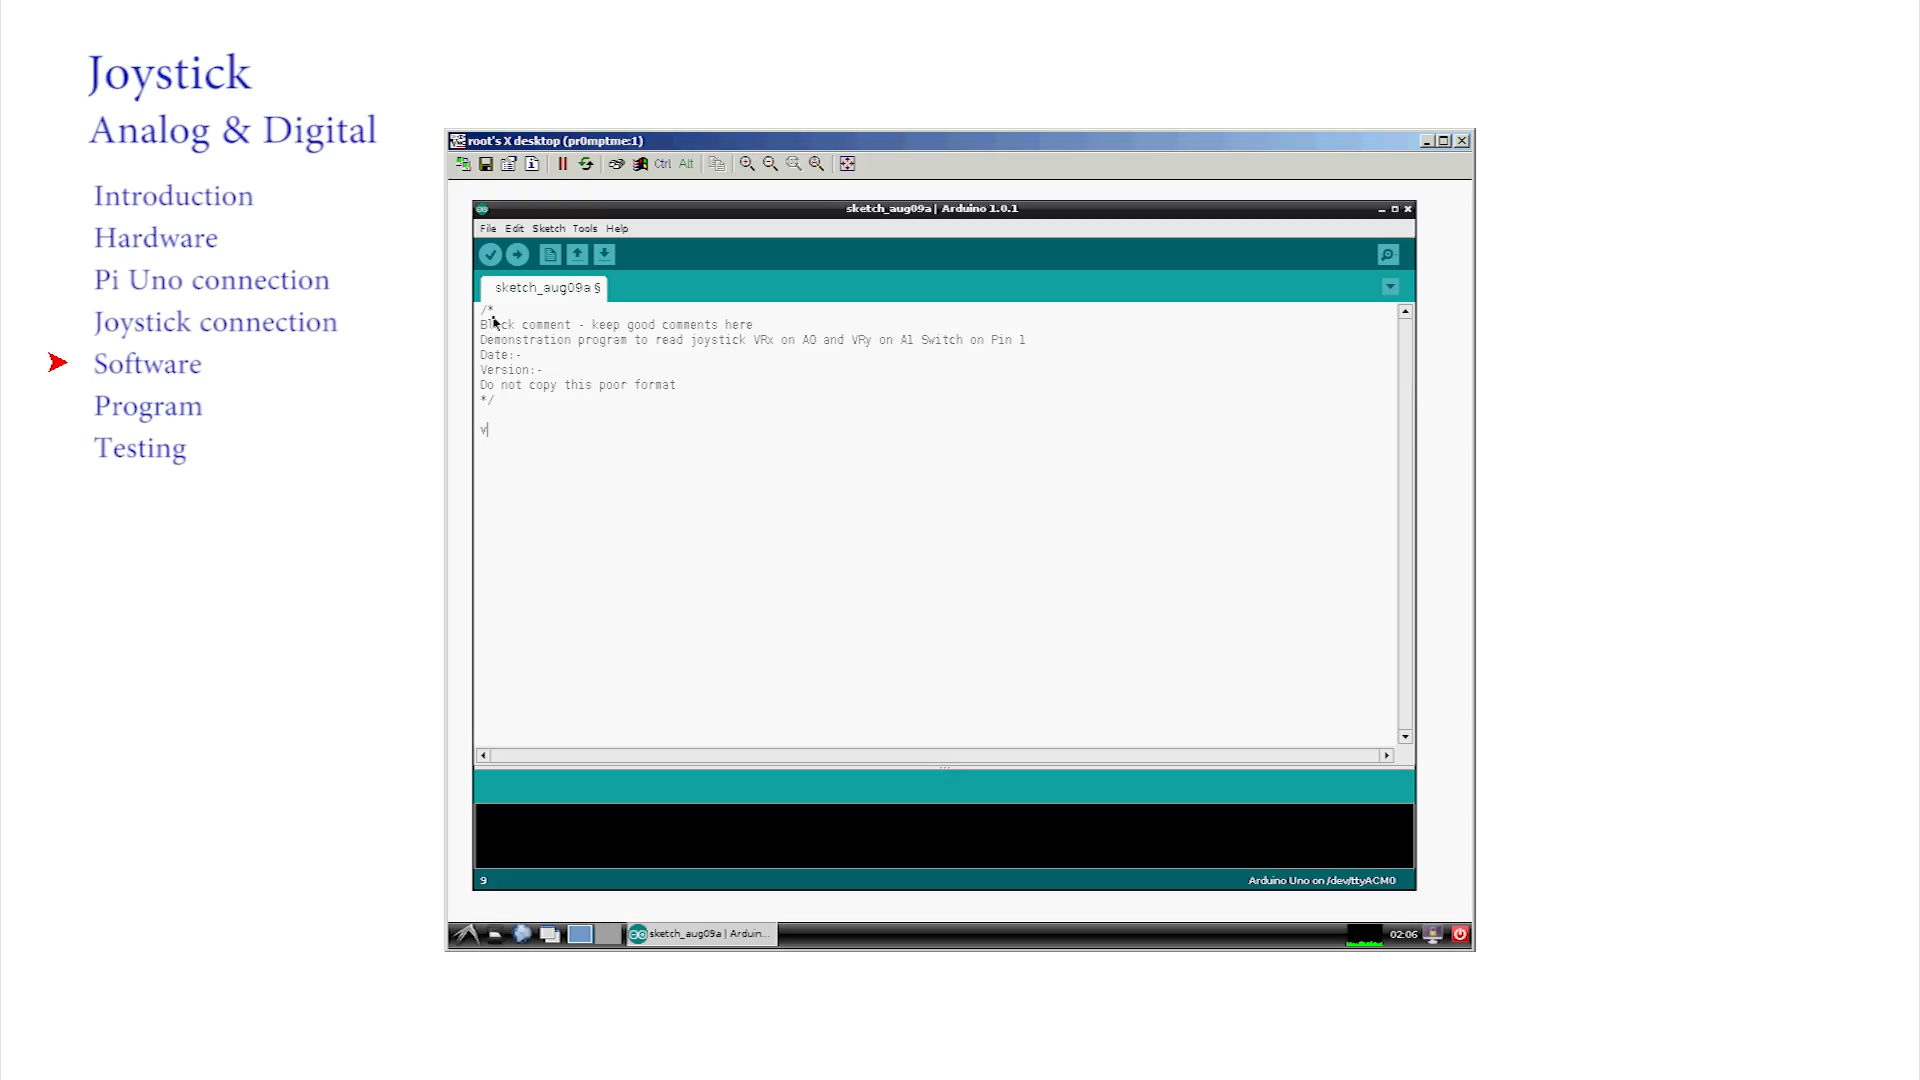 Joystick
Analog & Digital
Introduction
Hardware
Pi Uno connection
Joystick connection
Software
Program
Testing
root's X desktop (pr0mptme:1)
Ctrl Alt
sketch_aug09a | Arduino 1.0.1
File Edit Sketch Tools Help
sketch_aug09a §
/*
Block comment - keep good comments here
Demonstration program to read joystick VRx on A0 and VRy on A1 Switch on Pin 1
Date:-
Version:-
Do not copy this poor format
*/
v
9
Arduino Uno on /dev/ttyACM0
sketch_aug09a | Arduin...
02:06